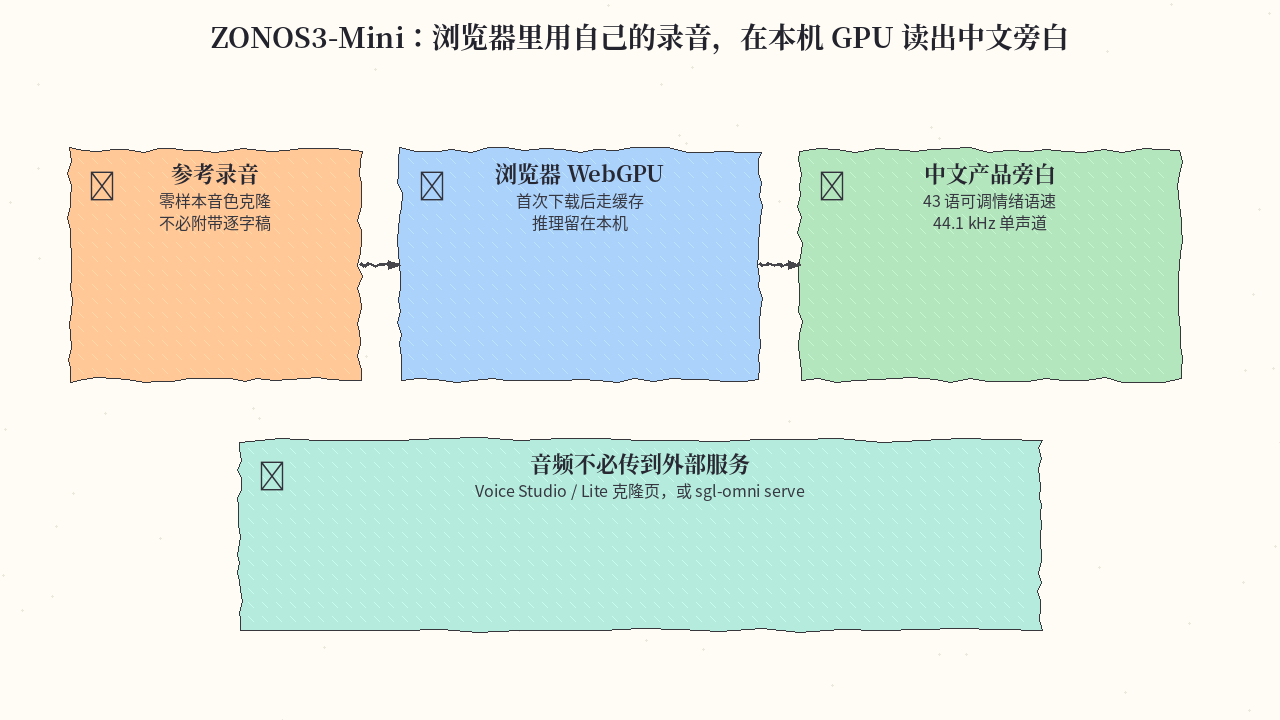 ZONOS3-Mini：浏览器里用自己的录音，在本机 GPU 读出中文旁白
参考录音
零样本音色克隆
不必附带逐字稿
浏览器 WebGPU
首次下载后走缓存
推理留在本机
中文产品旁白
43 语可调情绪语速
44.1 kHz 单声道
音频不必传到外部服务
Voice Studio / Lite 克隆页，或 sgl-omni serve